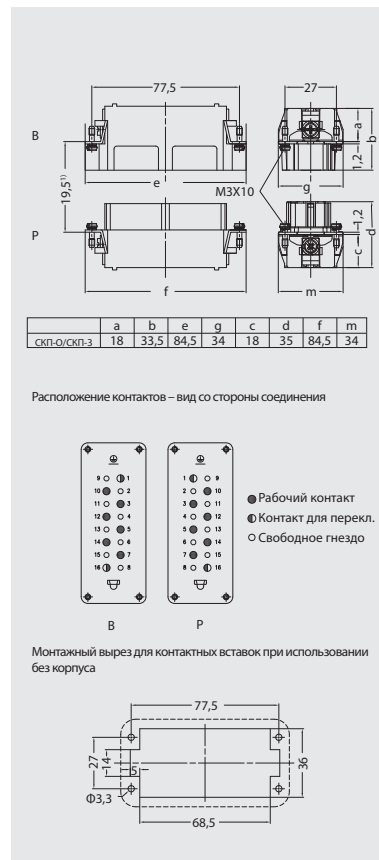 77,5
27
B
a
b
1,2
e
g
M3X10
19,5¹⁾
P
1,2
d
c
f
m
a b e g c d f m
СКП-О/СКП-3 18 33,5 84,5 34 18 35 84,5 34
Расположение контактов – вид со стороны соединения
9 1
10 2
11 3
12 4
13 5
14 6
15 7
16 8
B
1 9
2 10
3 11
4 12
5 13
6 14
7 15
8 16
P
Рабочий контакт
Контакт для перекл.
Свободное гнездо
Монтажный вырез для контактных вставок при использовании
без корпуса
77,5
27
14
5
36
Ф3,3
68,5